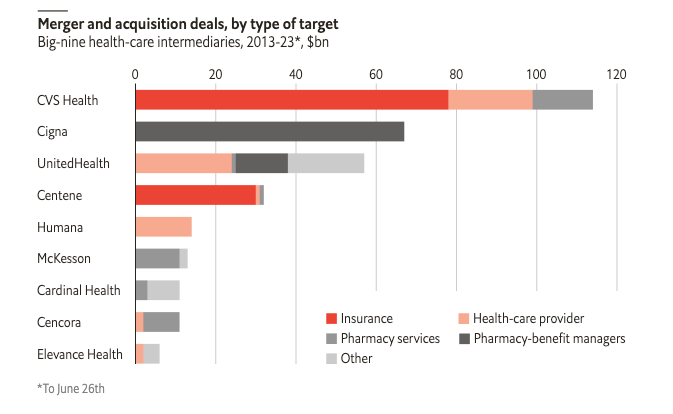 Merger and acquisition deals, by type of target
Big-nine health-care intermediaries, 2013-23*, $bn
0 20 40 60 80 100 120
CVS Health
Cigna
UnitedHealth
Centene
Humana
McKesson
Cardinal Health
Cencora
Elevance Health
Insurance Health-care provider
Pharmacy services Pharmacy-benefit managers
Other
*To June 26th